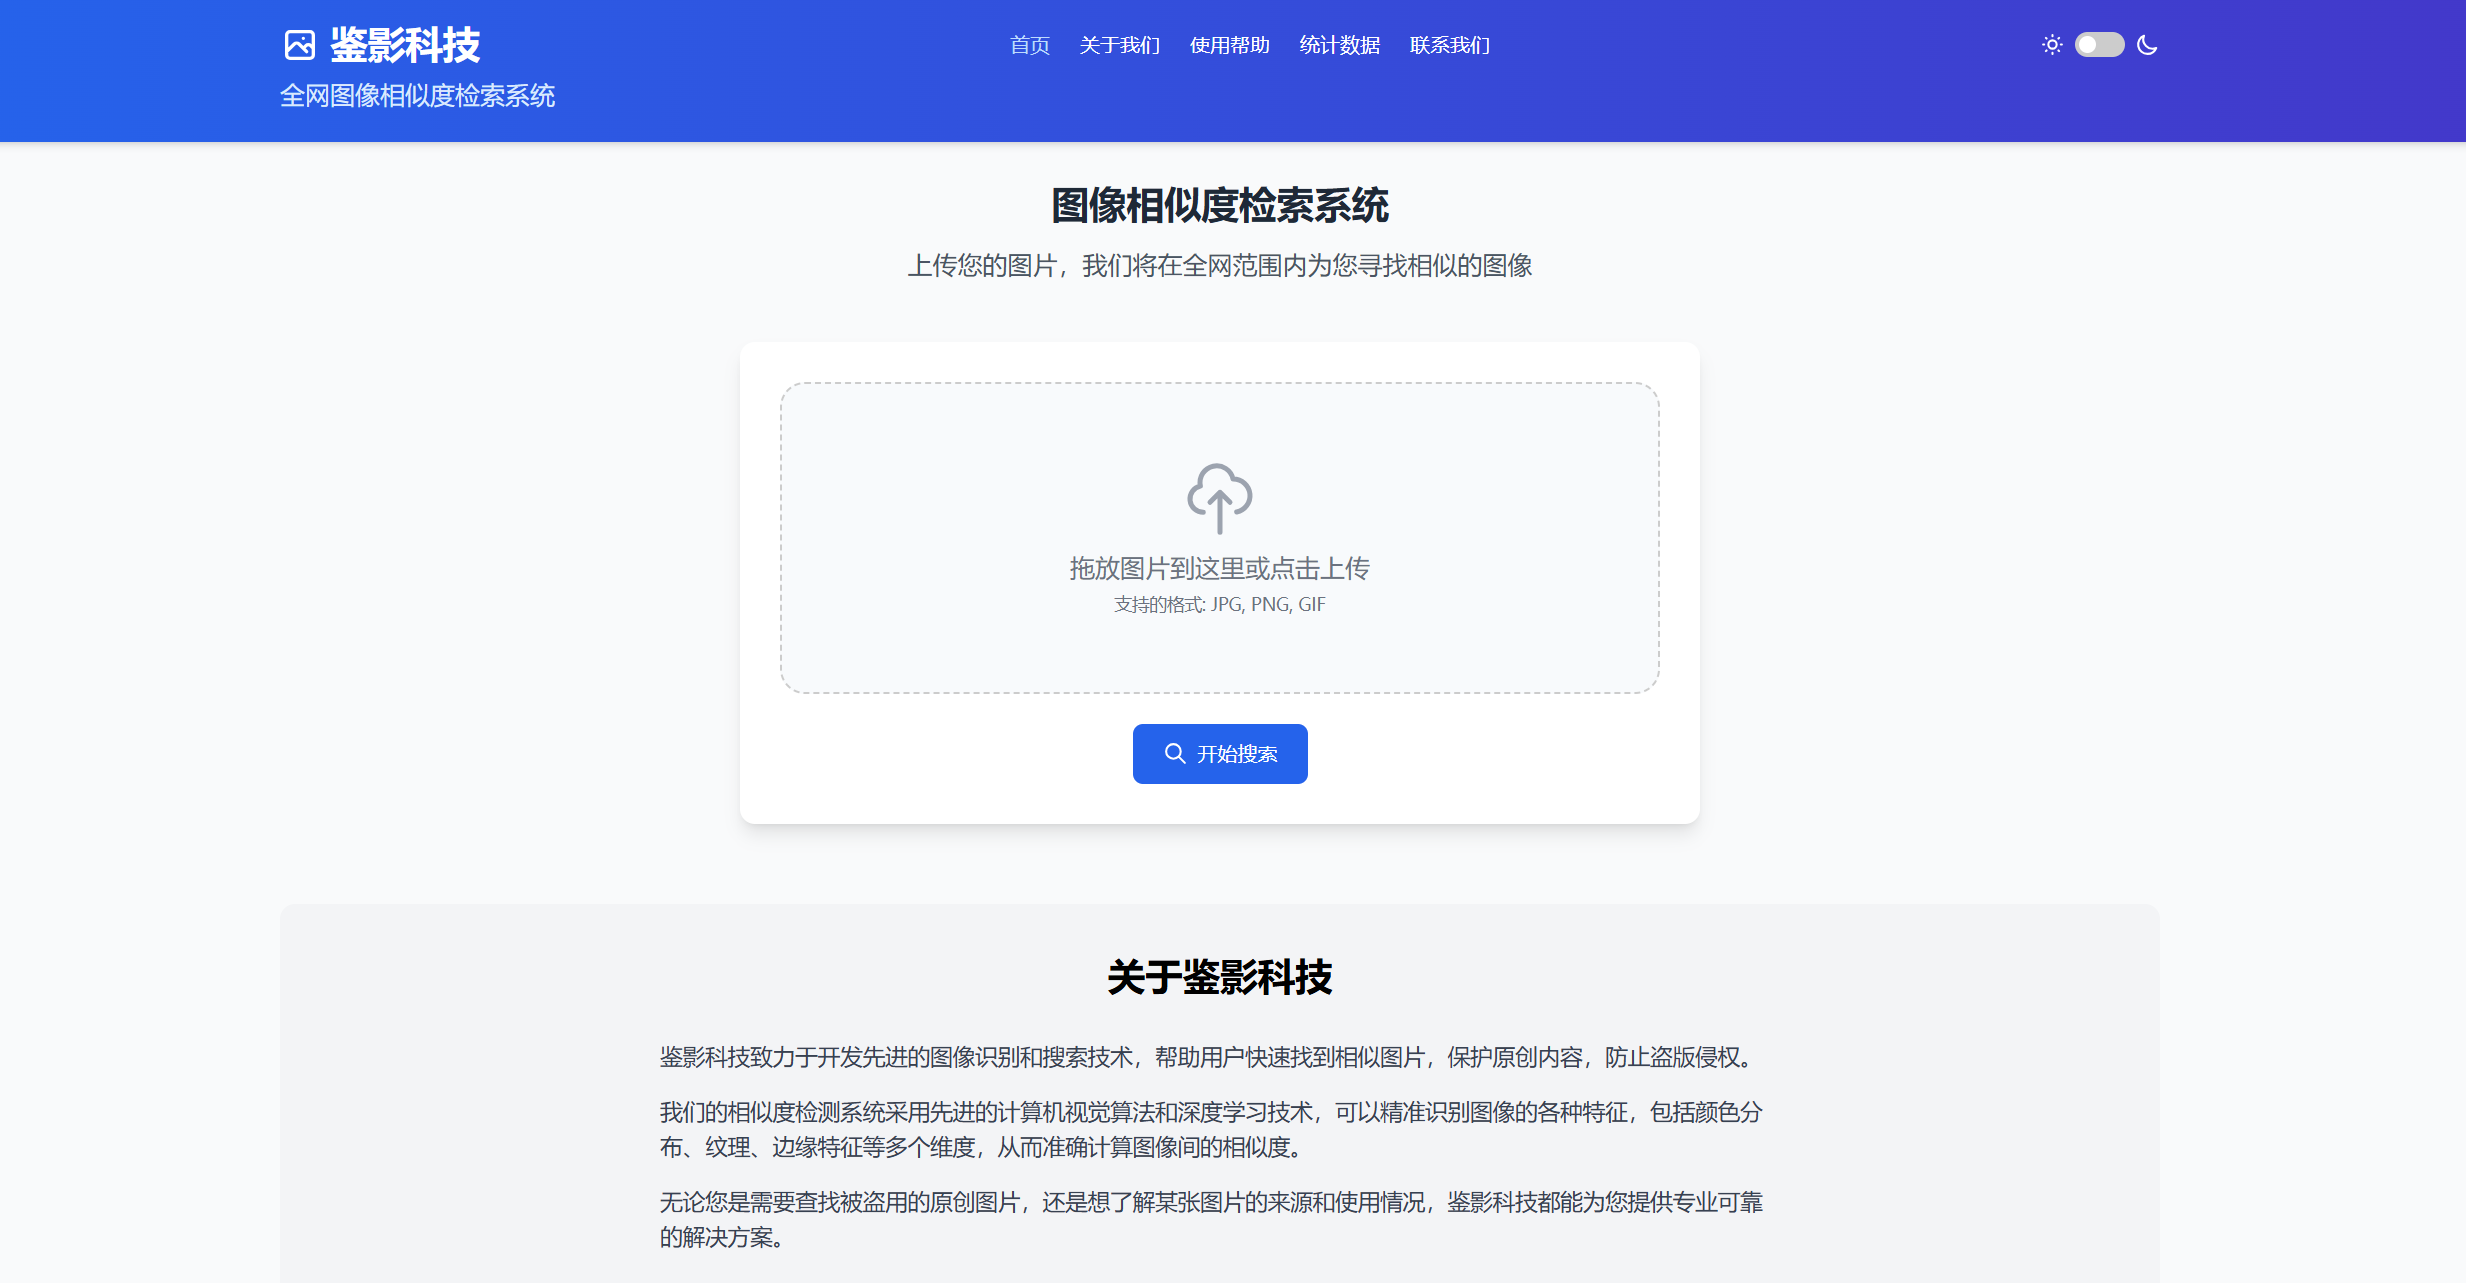 鉴影科技
首页 关于我们 使用帮助 统计数据 联系我们
全网图像相似度检索系统
图像相似度检索系统
上传您的图片，我们将在全网范围内为您寻找相似的图像
拖放图片到这里或点击上传
支持的格式: JPG, PNG, GIF
开始搜索
关于鉴影科技
鉴影科技致力于开发先进的图像识别和搜索技术，帮助用户快速找到相似图片，保护原创内容，防止盗版侵权。
我们的相似度检测系统采用先进的计算机视觉算法和深度学习技术，可以精准识别图像的各种特征，包括颜色分
布、纹理、边缘特征等多个维度，从而准确计算图像间的相似度。
无论您是需要查找被盗用的原创图片，还是想了解某张图片的来源和使用情况，鉴影科技都能为您提供专业可靠
的解决方案。